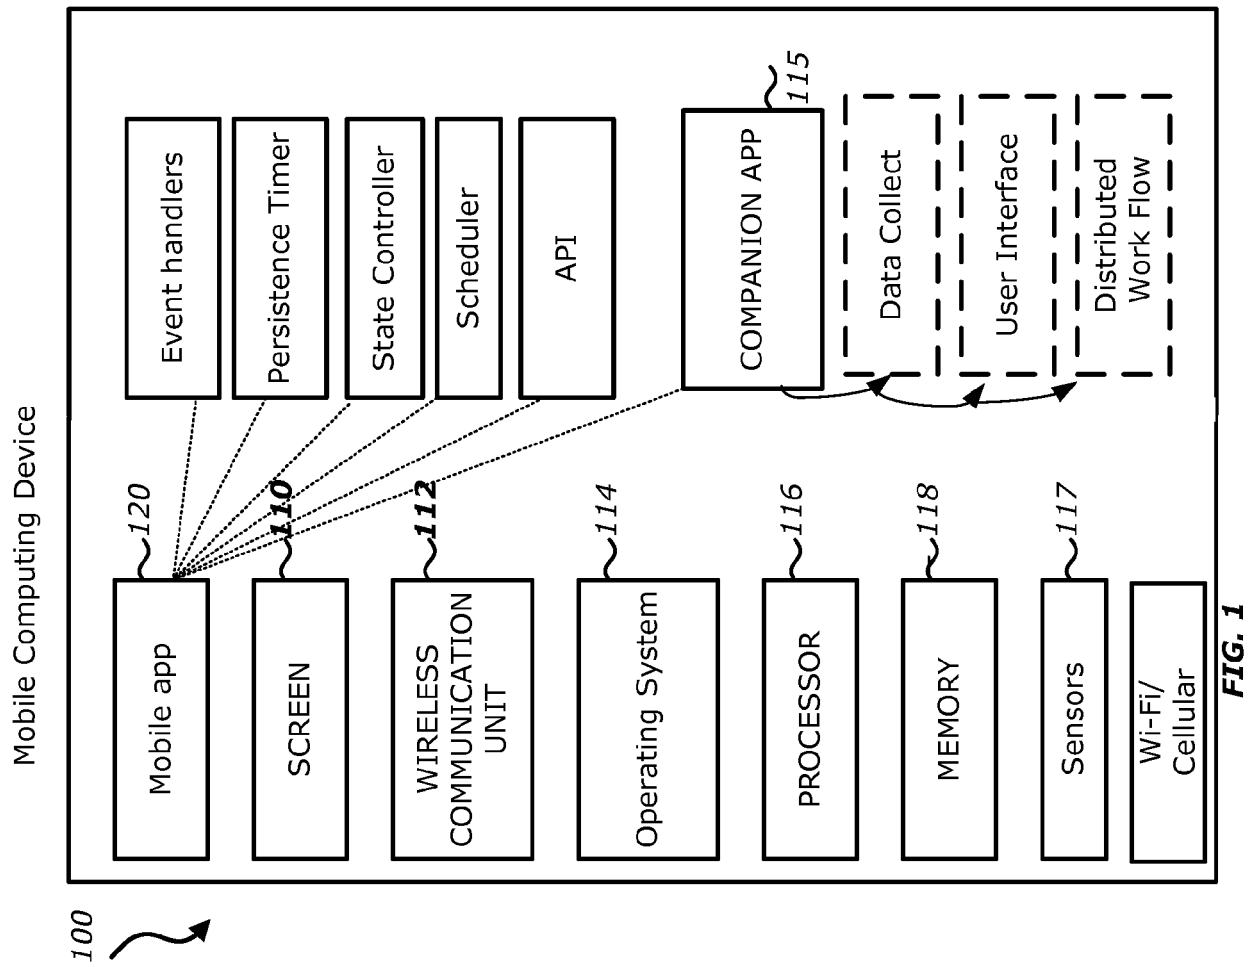 Mobile Computing Device
100
Mobile app
120
SCREEN
110
WIRELESS
COMMUNICATION
UNIT
112
Operating System
114
PROCESSOR
116
MEMORY
118
Sensors
117
Wi-Fi/
Cellular
Event handlers
Persistence Timer
State Controller
Scheduler
API
COMPANION APP
115
Data Collect
User Interface
Distributed
Work Flow
FIG. 1